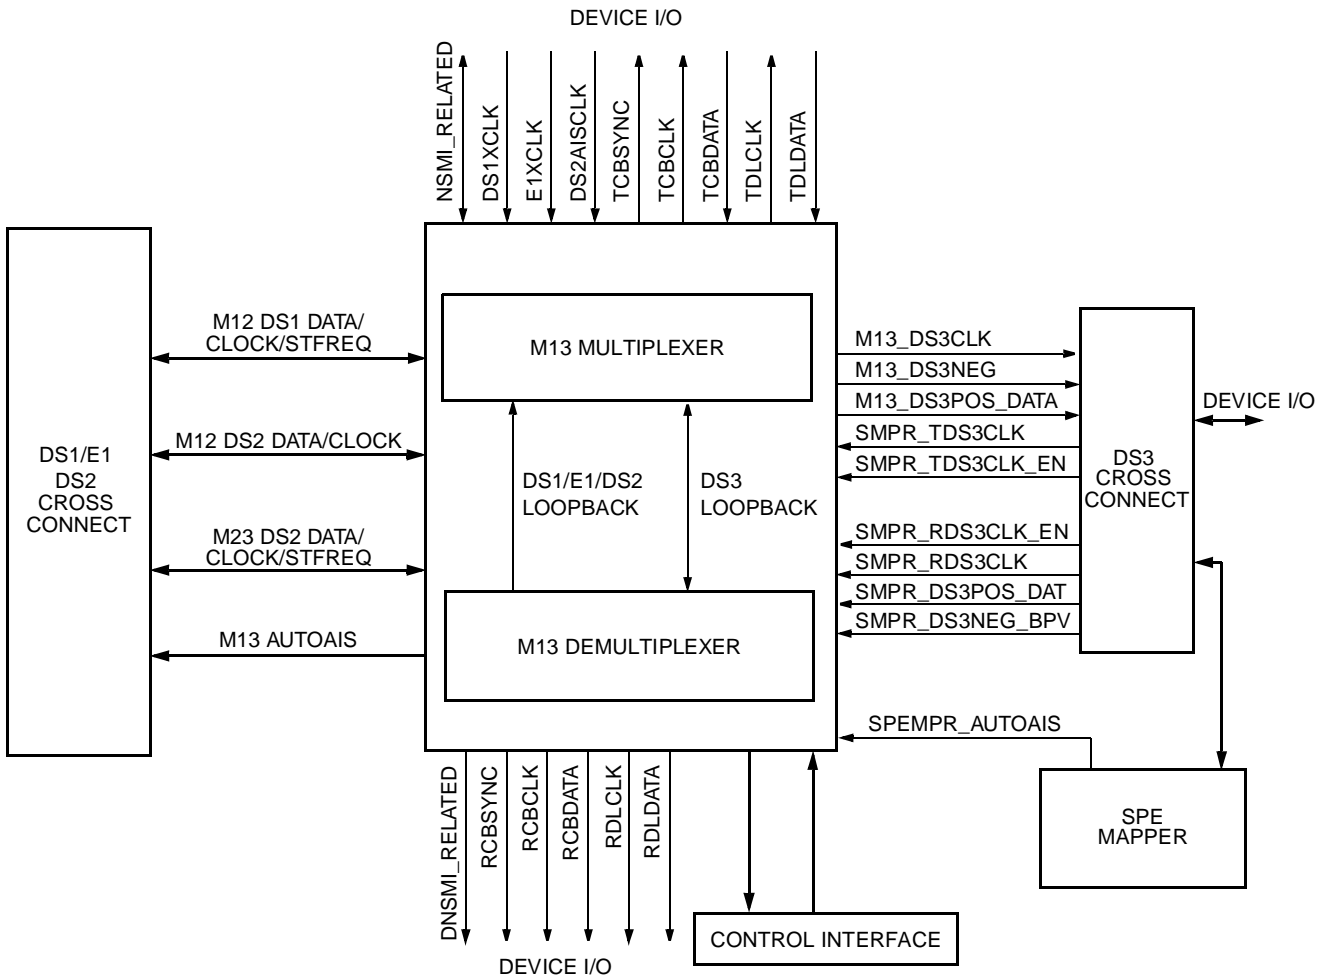 DEVICE I/O
NSMI_RELATED
DS1XCLK
E1XCLK
DS2AISCLK
TCBSYNC
TCBCLK
TCBDATA
TDLCLK
TDLDATA
DS1/E1
DS2
CROSS
CONNECT
M12 DS1 DATA/
CLOCK/STFREQ
M12 DS2 DATA/CLOCK
M23 DS2 DATA/
CLOCK/STFREQ
M13 AUTOAIS
M13 MULTIPLEXER
DS1/E1/DS2
LOOPBACK
DS3
LOOPBACK
M13 DEMULTIPLEXER
M13_DS3CLK
M13_DS3NEG
M13_DS3POS_DATA
SMPR_TDS3CLK
SMPR_TDS3CLK_EN
SMPR_RDS3CLK_EN
SMPR_RDS3CLK
SMPR_DS3POS_DAT
SMPR_DS3NEG_BPV
DS3
CROSS
CONNECT
DEVICE I/O
SPEMPR_AUTOAIS
SPE
MAPPER
DNSMI_RELATED
RCBSYNC
RCBCLK
RCBDATA
RDLCLK
RDLDATA
CONTROL INTERFACE
DEVICE I/O